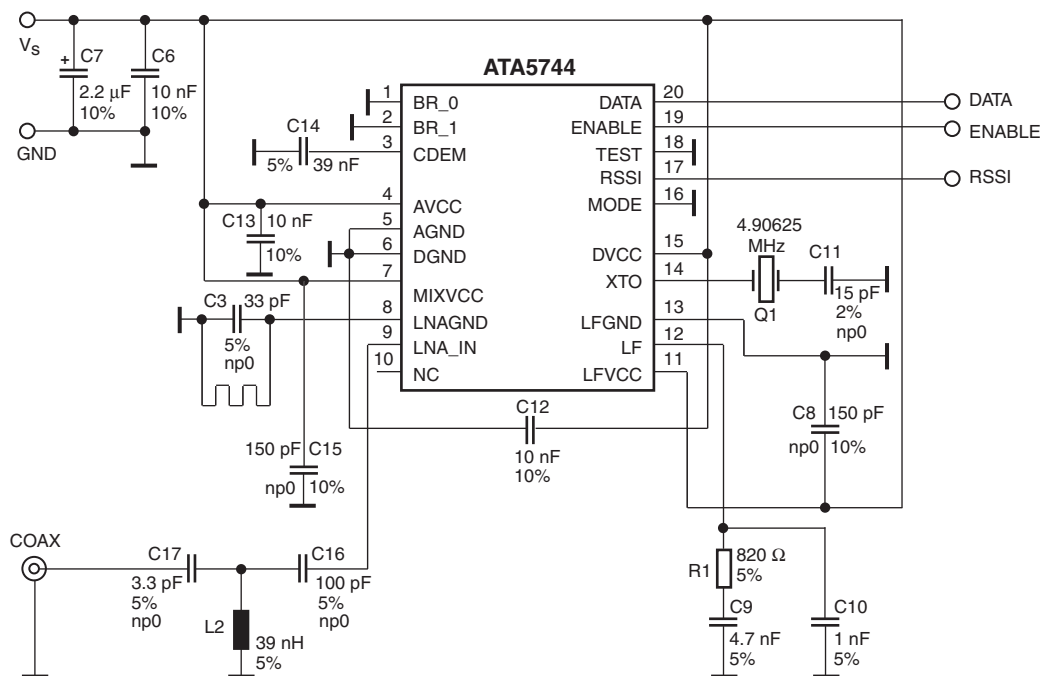 VS
GND
+ C7
2.2 µF
10%
C6
10 nF
10%
ATA5744
1
BR_0
2
BR_1
3
CDEM
4
AVCC
5
AGND
6
DGND
7
MIXVCC
8
LNAGND
9
LNA_IN
10
NC
20
DATA
19
ENABLE
18
TEST
17
RSSI
16
MODE
15
DVCC
14
XTO
13
LFGND
12
LF
11
LFVCC
DATA
ENABLE
RSSI
C14
5% 39 nF
C13 10 nF
10%
C3 33 pF
5%
np0
150 pF C15
np0 10%
C12
10 nF
10%
4.90625
MHz
Q1
C11
15 pF
2%
np0
C8 150 pF
np0 10%
COAX
C17
3.3 pF
5%
np0
C16
100 pF
5%
np0
L2
39 nH
5%
R1 820 Ω
5%
C9
4.7 nF
5%
C10
1 nF
5%